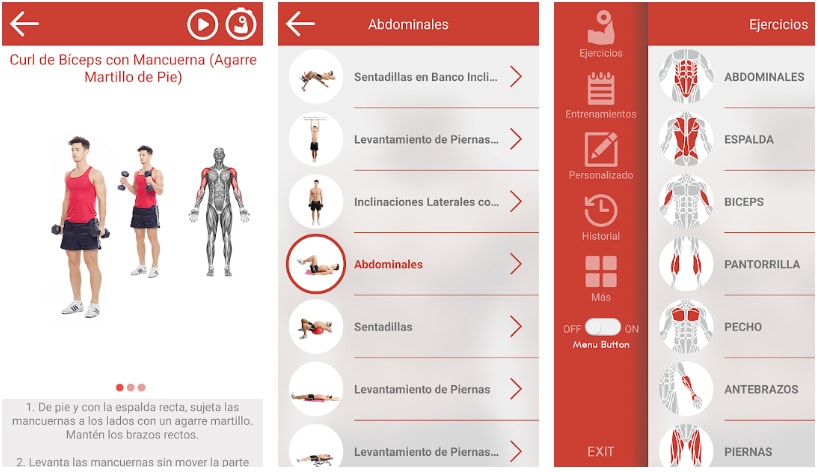 Curl de Bíceps con Mancuerna (Agarre
Martillo de Pie)
1. De pie y con la espalda recta, sujeta las
mancuernas a los lados con un agarre martillo.
Mantén los brazos rectos.
2. Levanta las mancuernas sin mover la parte
Abdominales
Sentadillas en Banco Incli...
Levantamiento de Piernas...
Inclinaciones Laterales co...
Abdominales
Sentadillas
Levantamiento de Piernas
Levantamiento de Piernas...
Ejercicios
Entrenamientos
Personalizado
Historial
Más
OFF ON
Menu Button
EXIT
Ejercicios
ABDOMINALES
ESPALDA
BICEPS
PANTORRILLA
PECHO
ANTEBRAZOS
PIERNAS